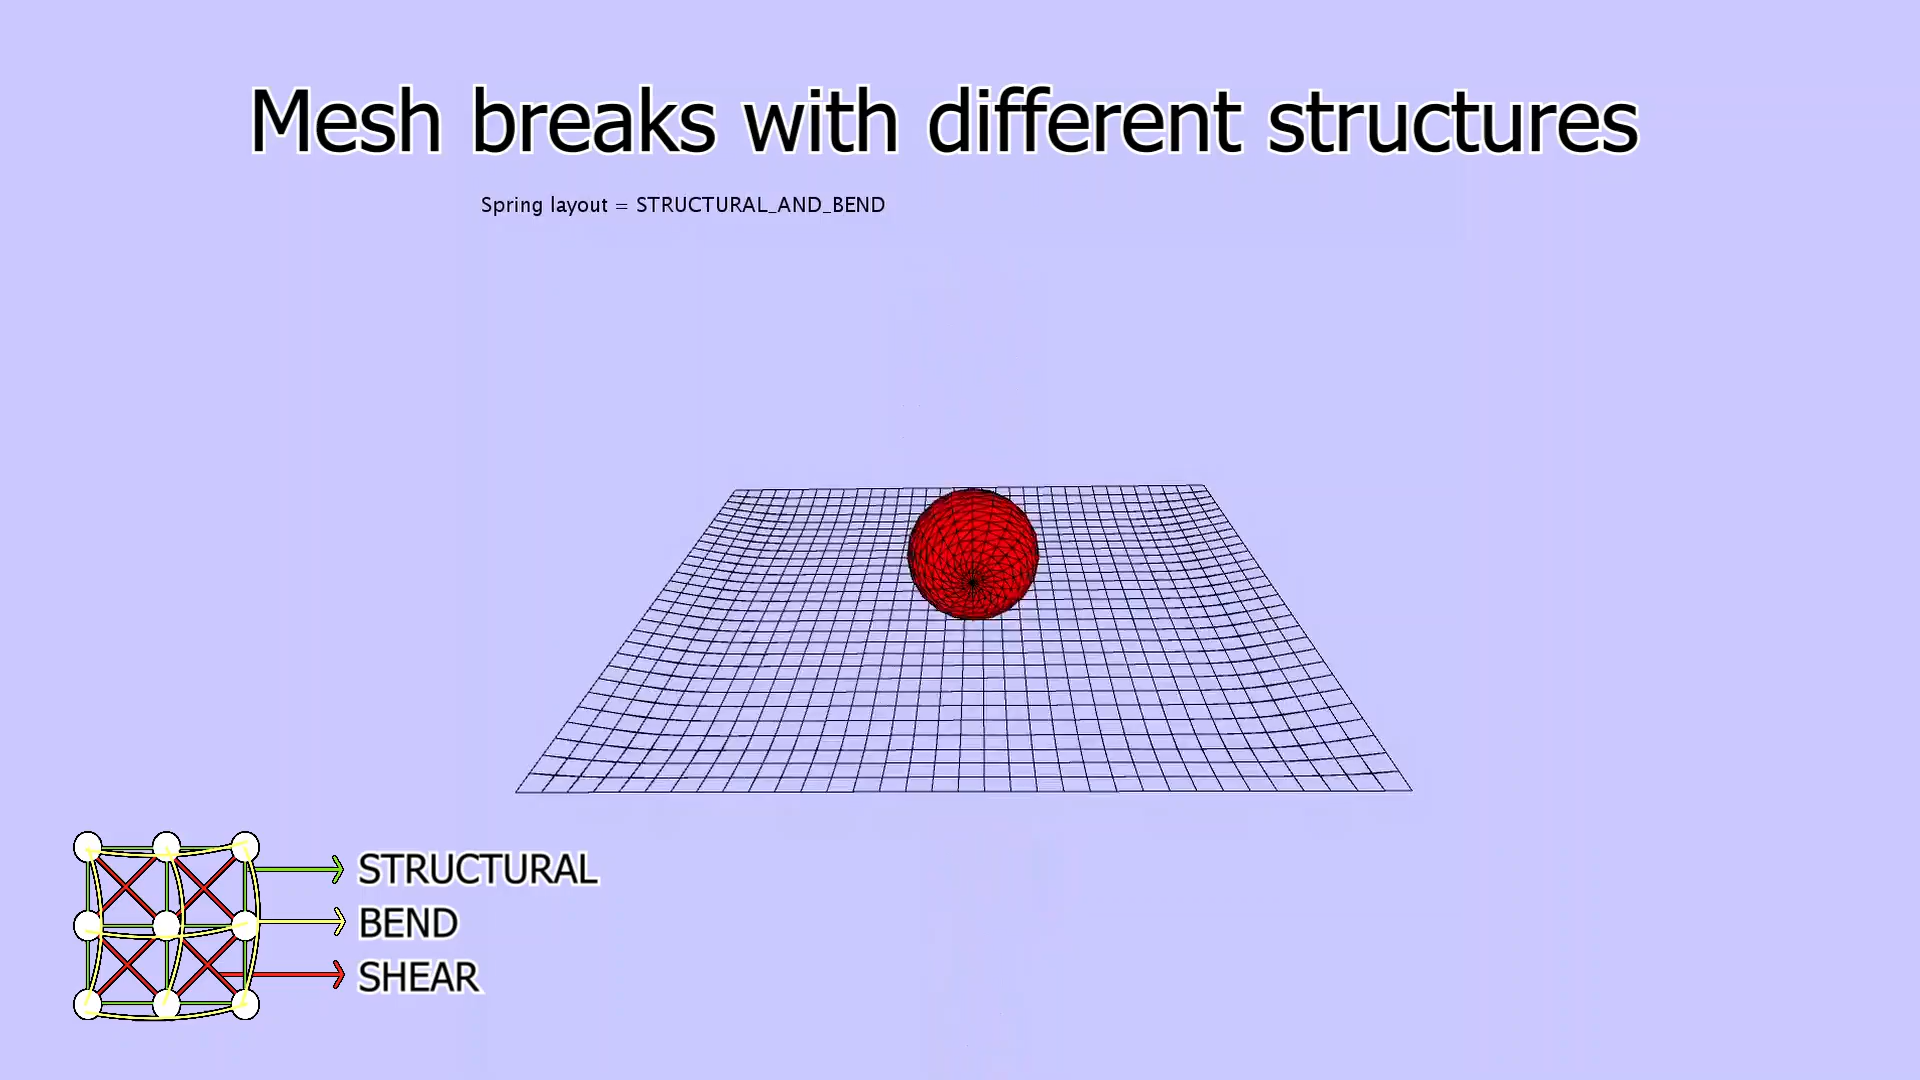 Mesh breaks with different structures
Spring layout = STRUCTURAL_AND_BEND
STRUCTURAL
BEND
SHEAR